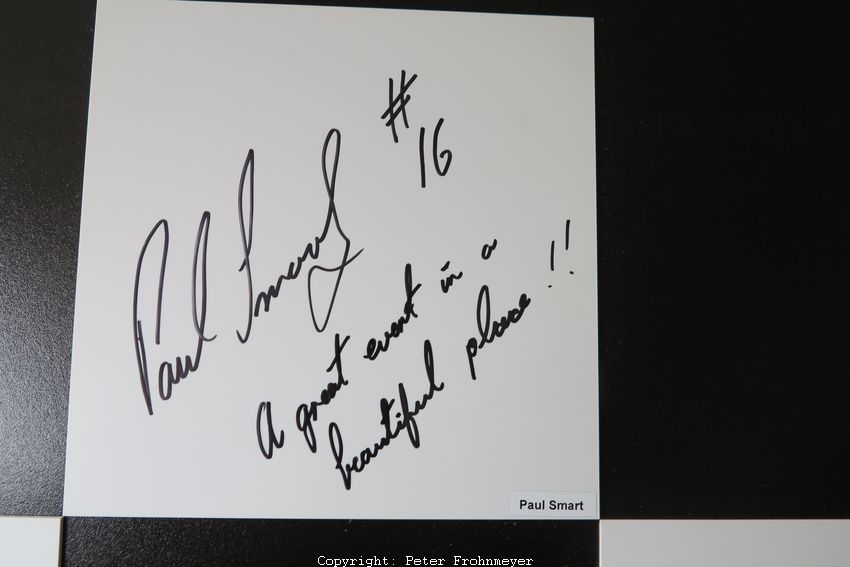 #
16
Paul Smart
A great event in a
beautiful place!!
Paul Smart
Copyright: Peter Frohnmeyer